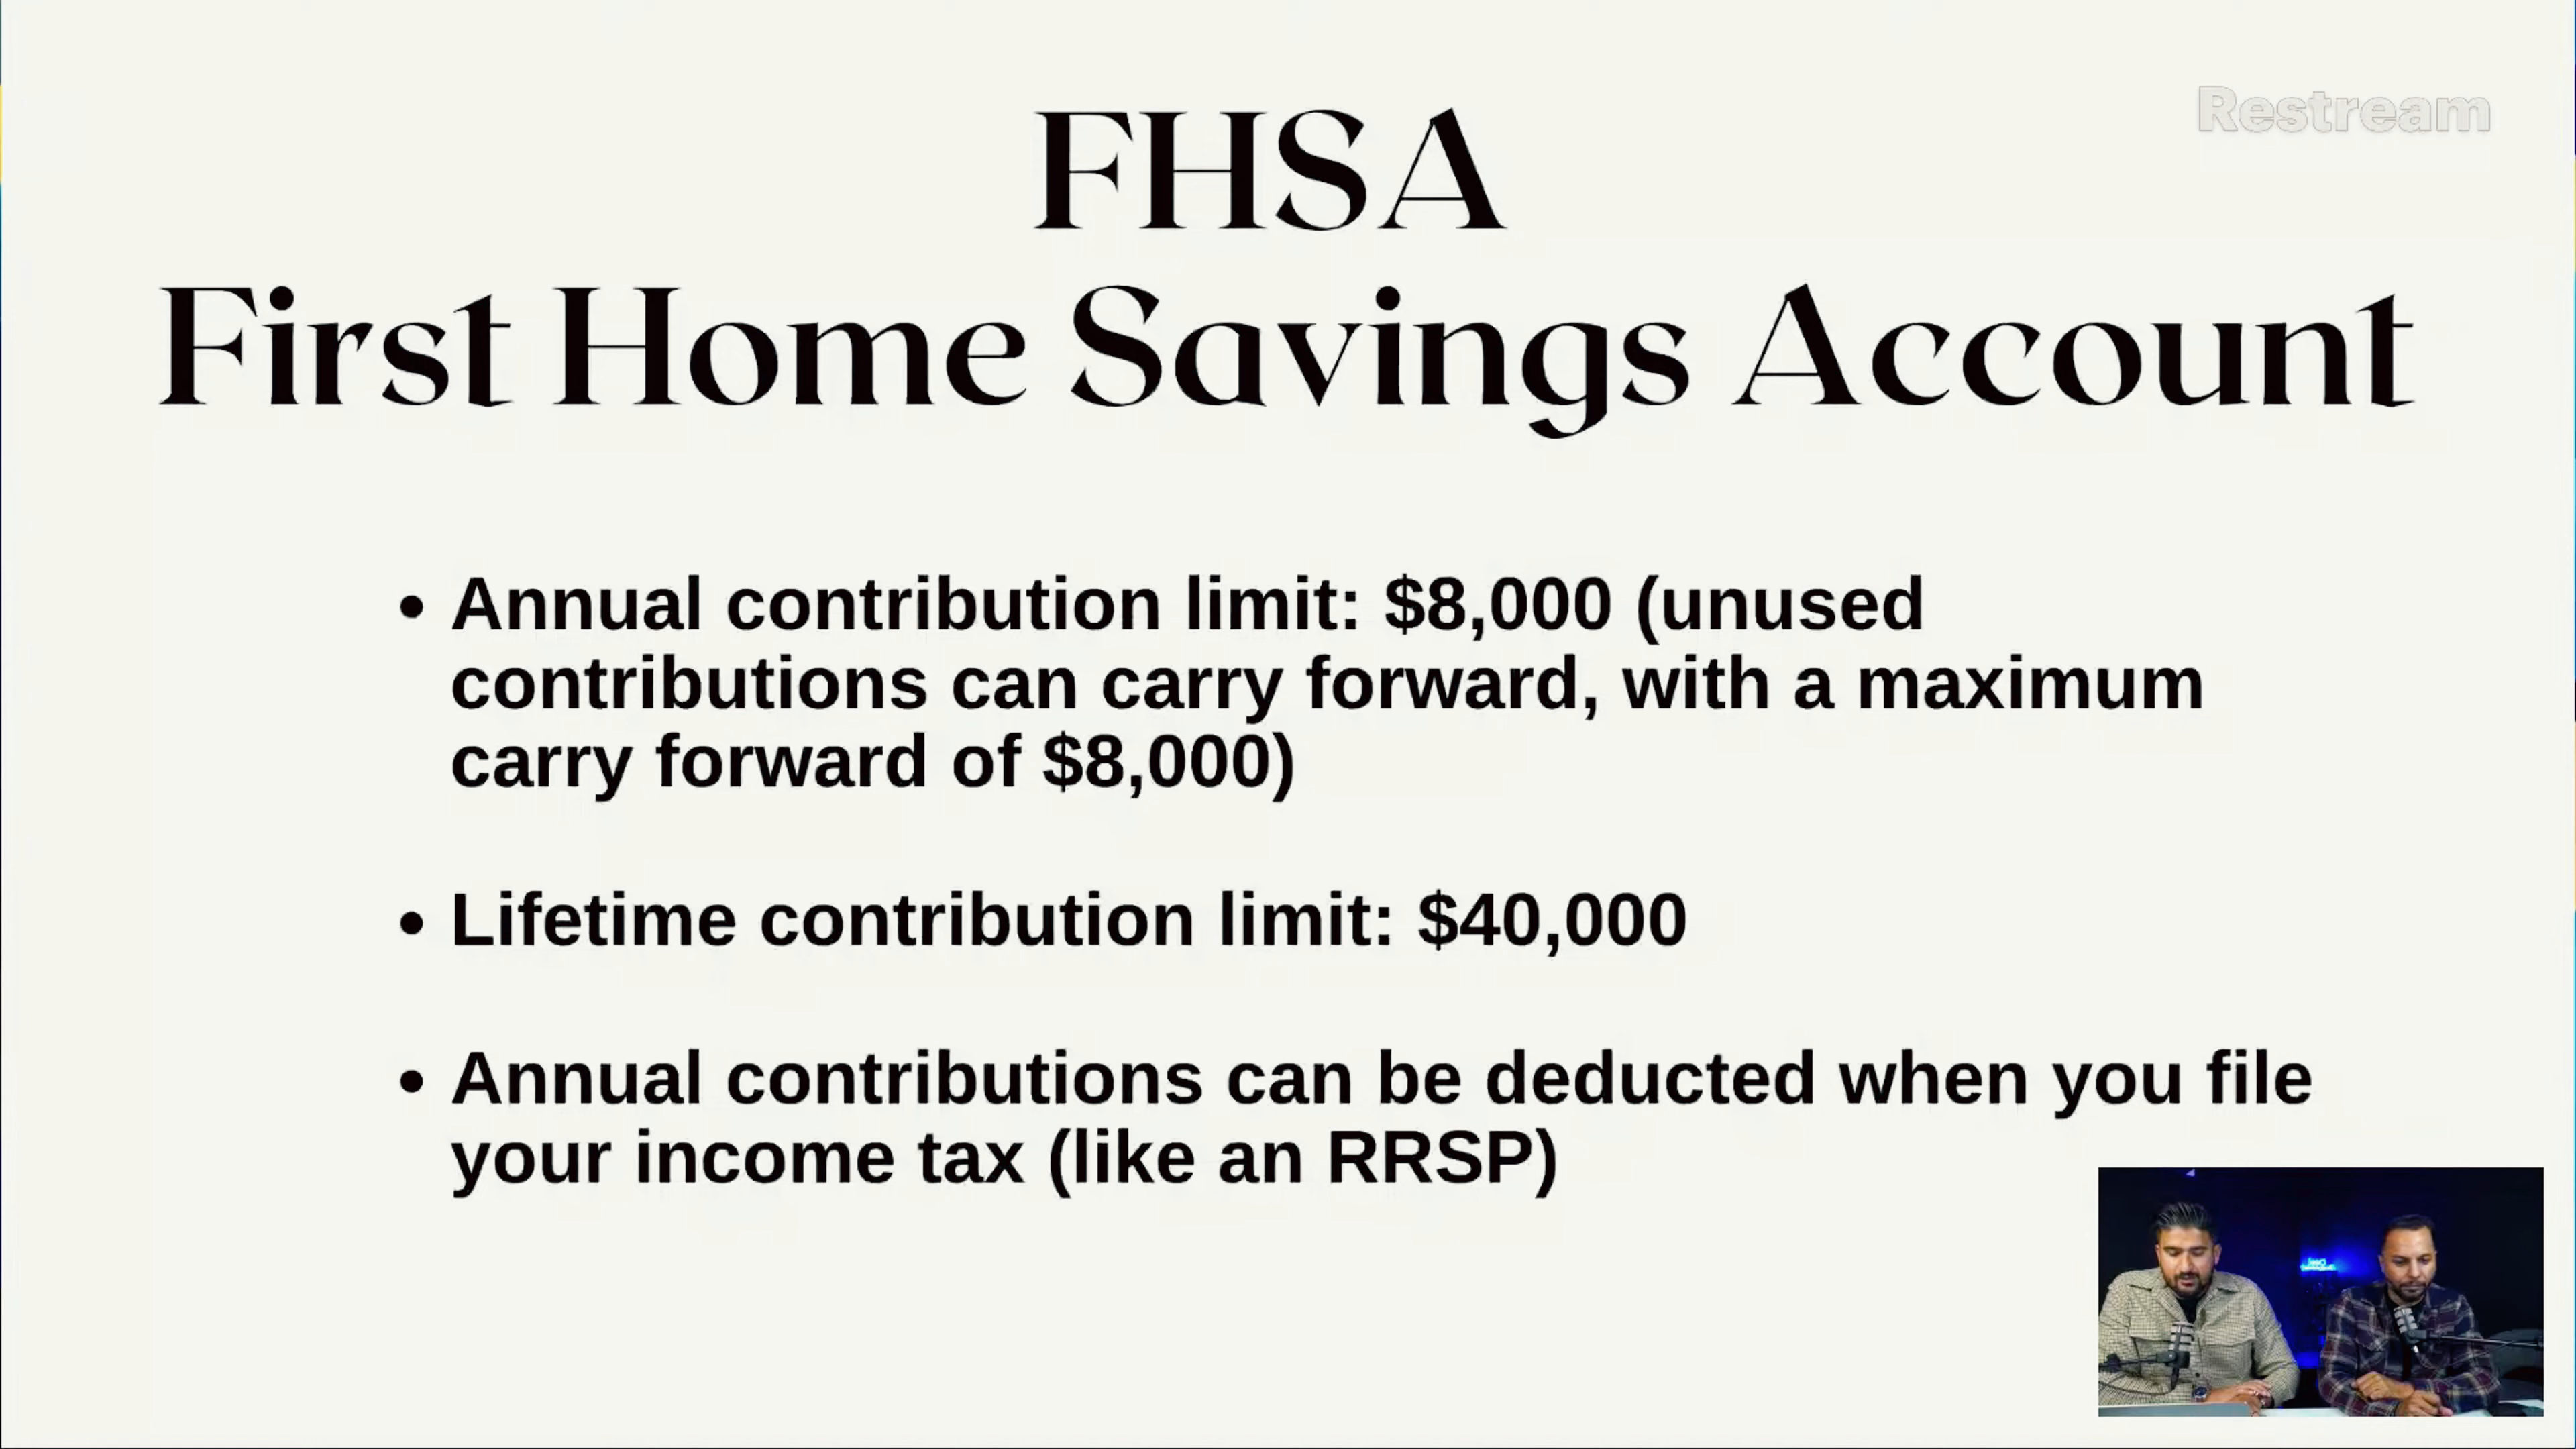 Restream
FHSA
First Home Savings Account
• Annual contribution limit: $8,000 (unused
contributions can carry forward, with a maximum
carry forward of $8,000)
• Lifetime contribution limit: $40,000
• Annual contributions can be deducted when you file
your income tax (like an RRSP)